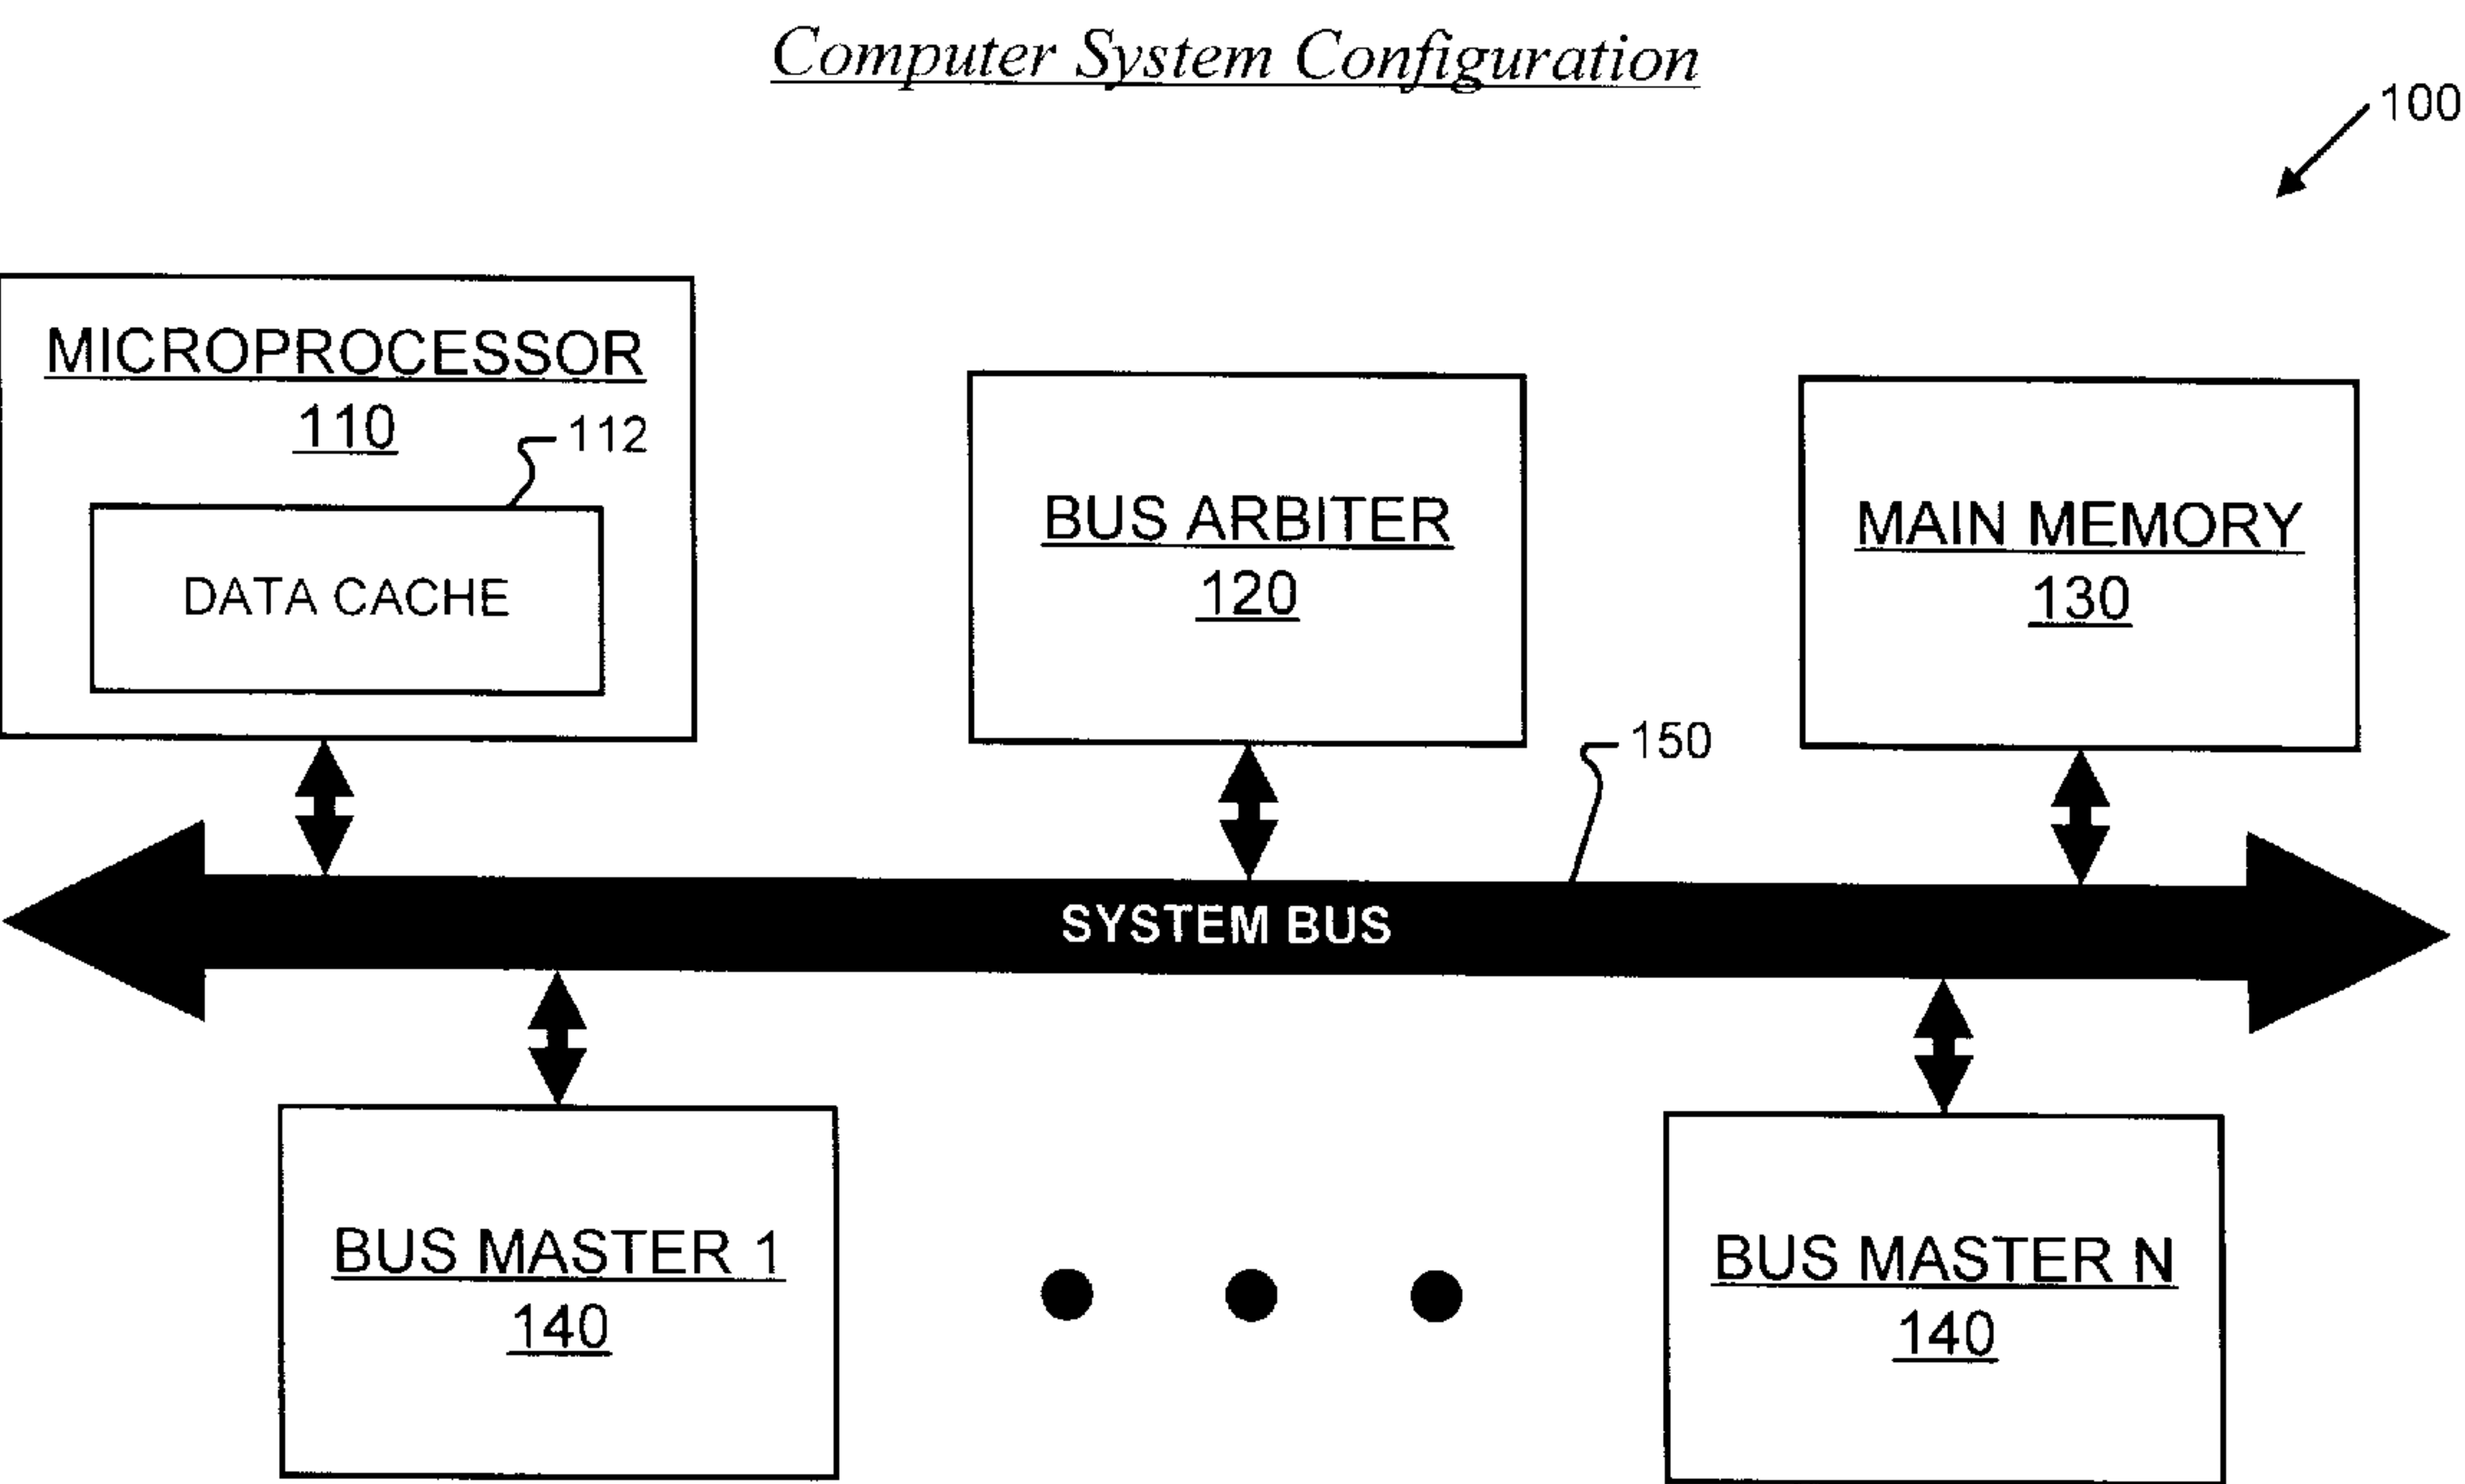 Computer System Configuration
100
MICROPROCESSOR
110
112
DATA CACHE
BUS ARBITER
120
MAIN MEMORY
130
150
SYSTEM BUS
BUS MASTER 1
140
BUS MASTER N
140